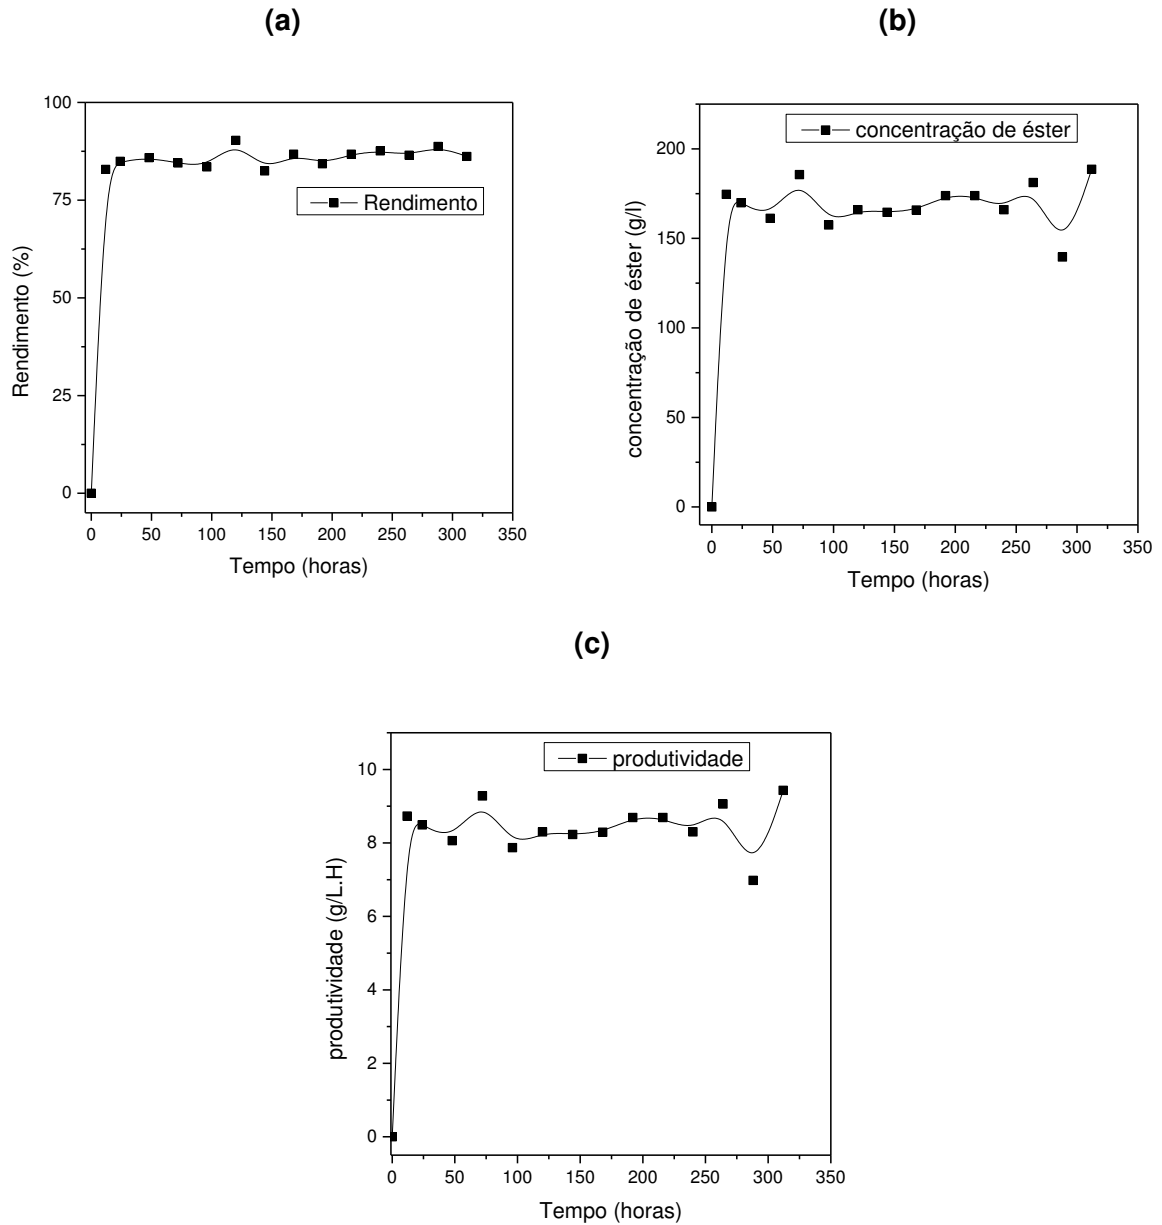 (a)
(b)
100
75
50
25
0
Rendimento (%)
Rendimento
0 50 100 150 200 250 300 350
Tempo (horas)
200
150
100
50
0
concentração de éster (g/l)
concentração de éster
0 50 100 150 200 250 300 350
Tempo (horas)
(c)
10
8
6
4
2
0
produtividade (g/L.H)
produtividade
0 50 100 150 200 250 300 350
Tempo (horas)